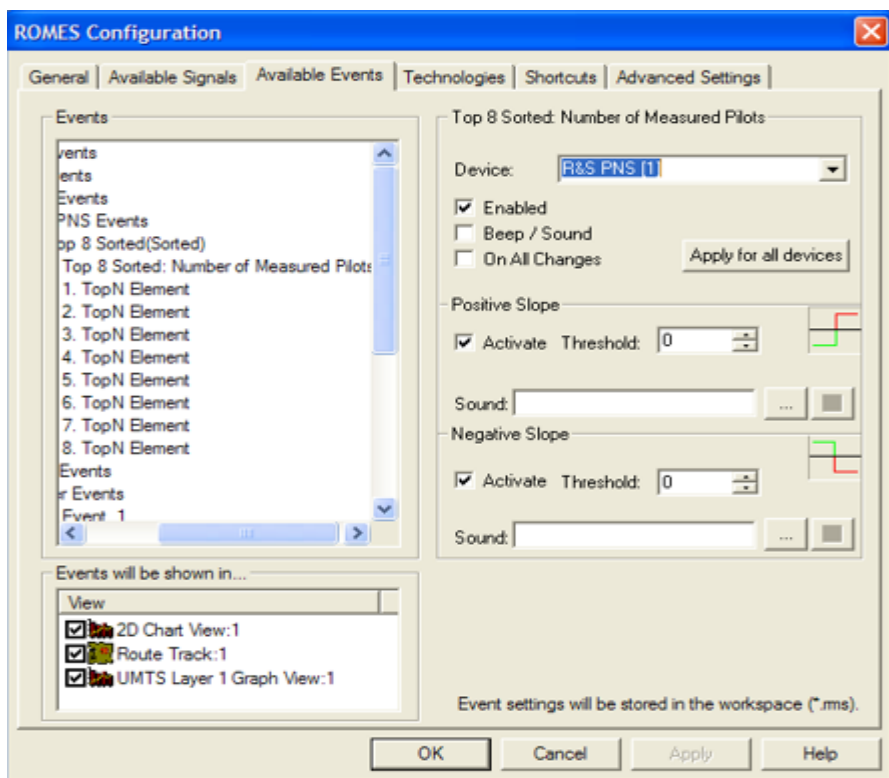 ROMES Configuration
General Available Signals Available Events Technologies Shortcuts Advanced Settings
Events
vents
ents
Events
PNS Events
op 8 Sorted(Sorted)
Top 8 Sorted: Number of Measured Pilots
1. TopN Element
2. TopN Element
3. TopN Element
4. TopN Element
5. TopN Element
6. TopN Element
7. TopN Element
8. TopN Element
Events
r Events
Event 1
Events will be shown in...
View
2D Chart View:1
Route Track:1
UMTS Layer 1 Graph View:1
Top 8 Sorted: Number of Measured Pilots
Device: R&S PNS [1]
Enabled
Beep / Sound
On All Changes
Apply for all devices
Positive Slope
Activate Threshold: 0
Sound: ...
Negative Slope
Activate Threshold: 0
Sound: ...
Event settings will be stored in the workspace (*.rms).
OK Cancel Apply Help